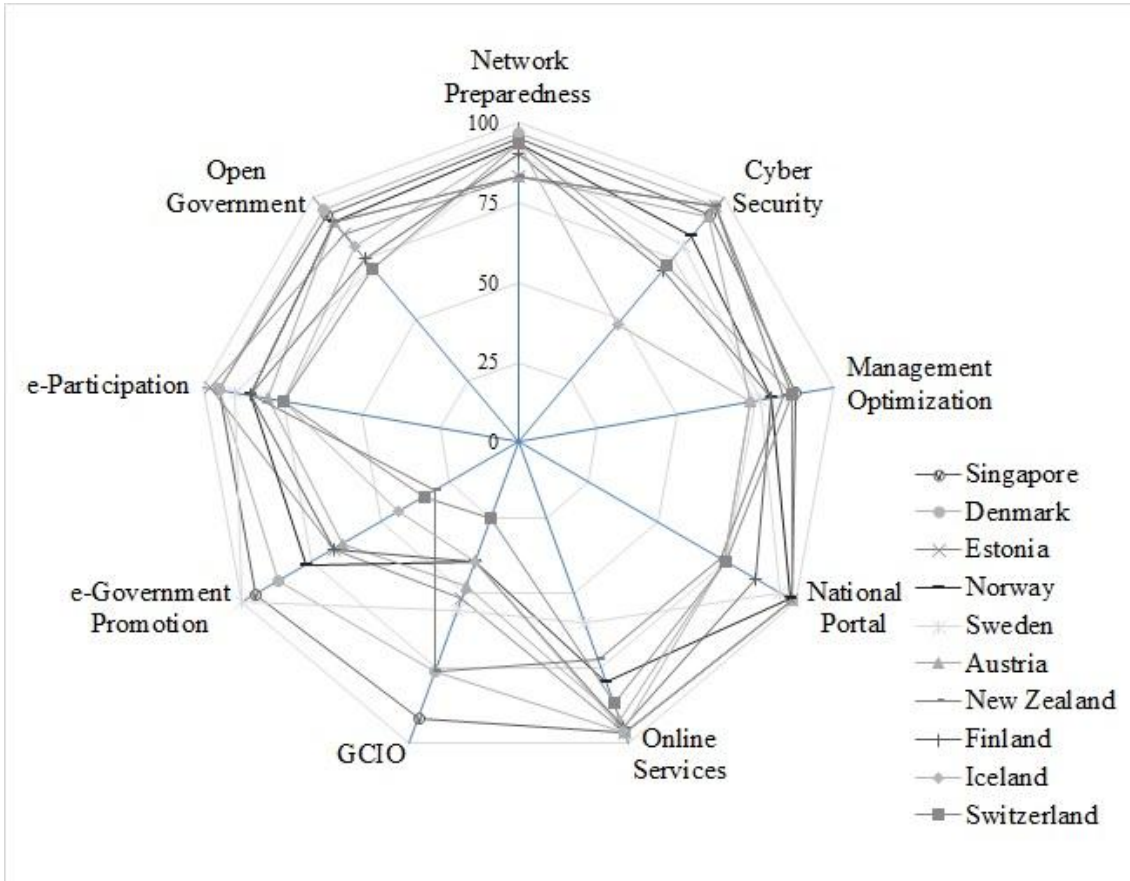 Network
Preparedness
100
75
50
25
0
Cyber
Security
Management
Optimization
National
Portal
Online
Services
GCIO
e-Government
Promotion
e-Participation
Open
Government
Singapore
Denmark
Estonia
Norway
Sweden
Austria
New Zealand
Finland
Iceland
Switzerland